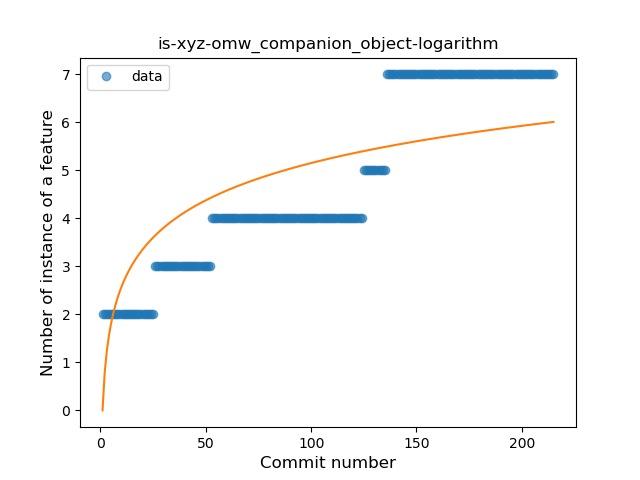 is-xyz-omw_companion_object-logarithm
data
Number of instance of a feature
7
6
5
4
3
2
1
0
0 50 100 150 200
Commit number